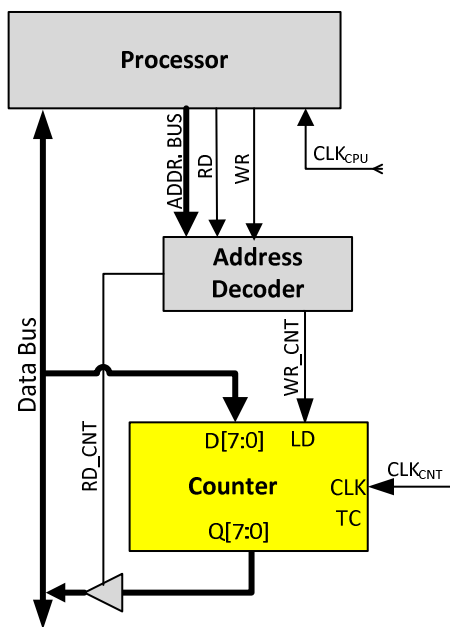 Processor
ADDR. BUS
RD
WR
CLKCPU
Address
Decoder
Data Bus
RD_CNT
WR_CNT
D[7:0] LD
Counter
CLK
CLKCNT
TC
Q[7:0]